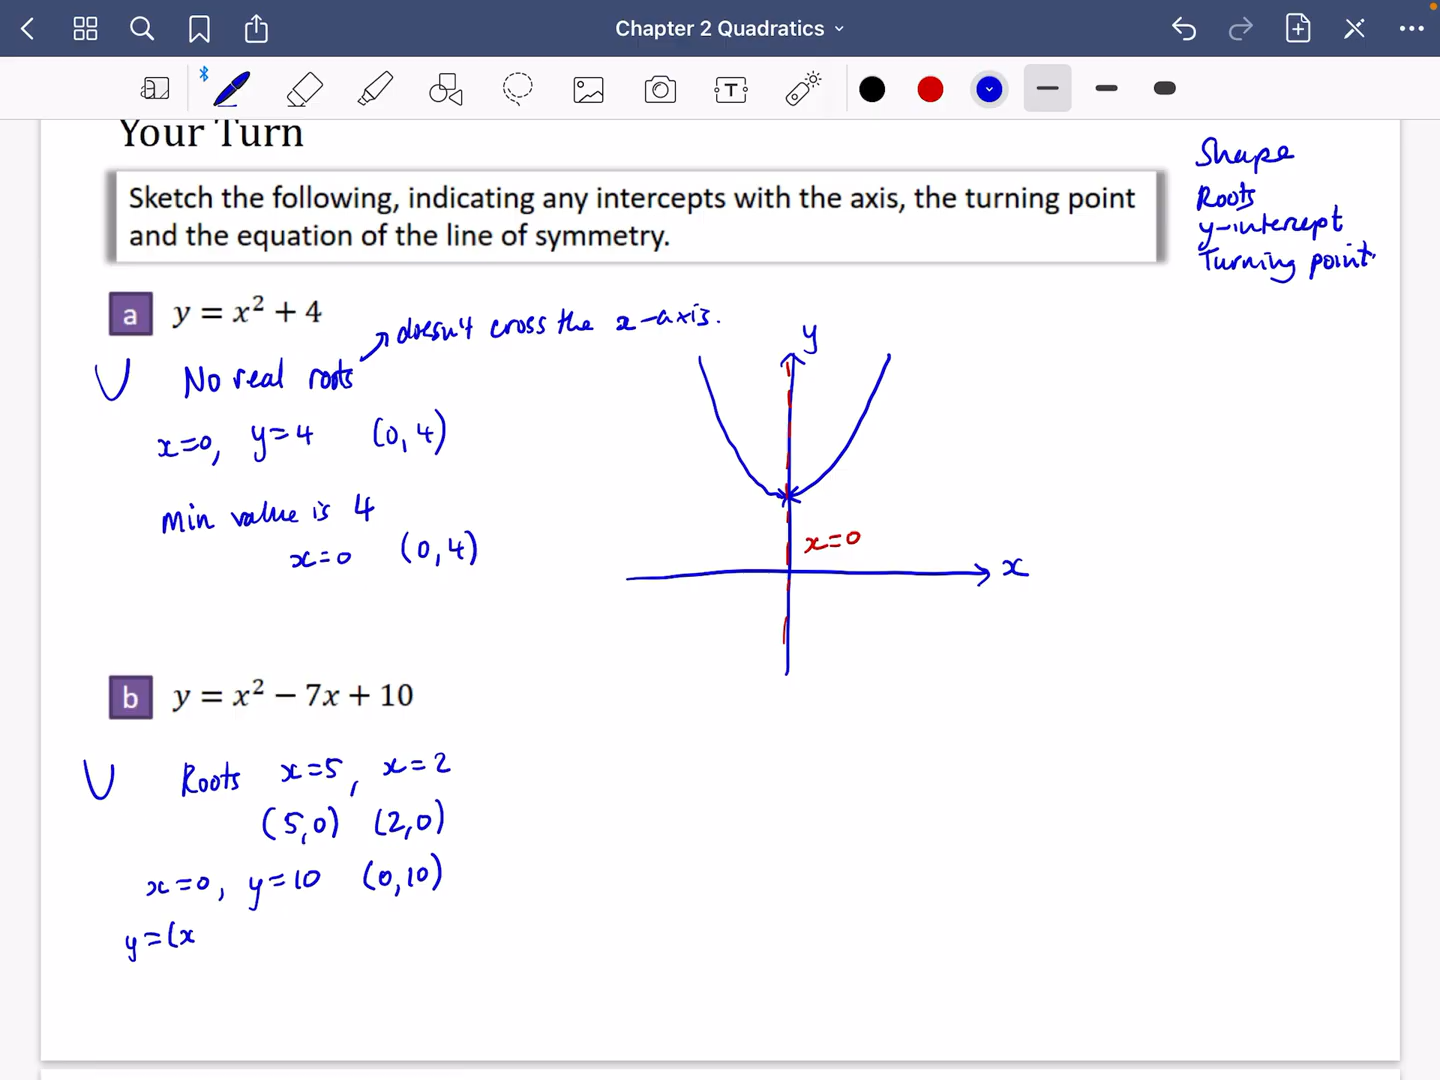 Chapter 2 Quadratics
Your Turn
Sketch the following, indicating any intercepts with the axis, the turning point
and the equation of the line of symmetry.
Shape
Roots
y-intercept
Turning point.
a y = x² + 4
doesn't cross the x-axis.
No real roots
x=0, y=4 (0,4)
min value is 4
x=0 (0,4)
y
x=0
x
b y = x² − 7x + 10
Roots x=5, x=2
(5,0) (2,0)
x=0, y=10 (0,10)
y=(x